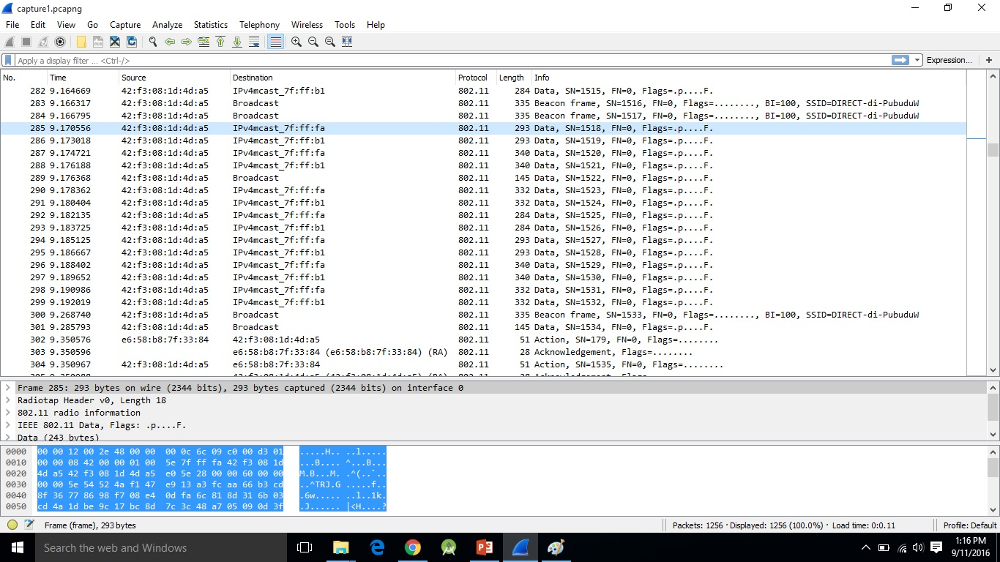 capture1.pcapng
File Edit View Go Capture Analyze Statistics Telephony Wireless Tools Help
Apply a display filter ... <Ctrl-/> Expression... +
No. Time Source Destination Protocol Length Info
282 9.164669 42:f3:08:1d:4d:a5 IPv4mcast_7f:ff:b1 802.11 284 Data, SN=1515, FN=0, Flags=.p....F.
283 9.166317 42:f3:08:1d:4d:a5 Broadcast 802.11 335 Beacon frame, SN=1516, FN=0, Flags=........, BI=100, SSID=DIRECT-di-PubuduW
284 9.166795 42:f3:08:1d:4d:a5 Broadcast 802.11 335 Beacon frame, SN=1517, FN=0, Flags=........, BI=100, SSID=DIRECT-di-PubuduW
285 9.170556 42:f3:08:1d:4d:a5 IPv4mcast_7f:ff:fa 802.11 293 Data, SN=1518, FN=0, Flags=.p....F.
286 9.173018 42:f3:08:1d:4d:a5 IPv4mcast_7f:ff:b1 802.11 293 Data, SN=1519, FN=0, Flags=.p....F.
287 9.174721 42:f3:08:1d:4d:a5 IPv4mcast_7f:ff:fa 802.11 340 Data, SN=1520, FN=0, Flags=.p....F.
288 9.176188 42:f3:08:1d:4d:a5 IPv4mcast_7f:ff:b1 802.11 340 Data, SN=1521, FN=0, Flags=.p....F.
289 9.176368 42:f3:08:1d:4d:a5 Broadcast 802.11 145 Data, SN=1522, FN=0, Flags=.p....F.
290 9.178362 42:f3:08:1d:4d:a5 IPv4mcast_7f:ff:fa 802.11 332 Data, SN=1523, FN=0, Flags=.p....F.
291 9.180404 42:f3:08:1d:4d:a5 IPv4mcast_7f:ff:b1 802.11 332 Data, SN=1524, FN=0, Flags=.p....F.
292 9.182135 42:f3:08:1d:4d:a5 IPv4mcast_7f:ff:fa 802.11 284 Data, SN=1525, FN=0, Flags=.p....F.
293 9.183725 42:f3:08:1d:4d:a5 IPv4mcast_7f:ff:b1 802.11 284 Data, SN=1526, FN=0, Flags=.p....F.
294 9.185125 42:f3:08:1d:4d:a5 IPv4mcast_7f:ff:fa 802.11 293 Data, SN=1527, FN=0, Flags=.p....F.
295 9.186667 42:f3:08:1d:4d:a5 IPv4mcast_7f:ff:b1 802.11 293 Data, SN=1528, FN=0, Flags=.p....F.
296 9.188402 42:f3:08:1d:4d:a5 IPv4mcast_7f:ff:fa 802.11 340 Data, SN=1529, FN=0, Flags=.p....F.
297 9.189652 42:f3:08:1d:4d:a5 IPv4mcast_7f:ff:b1 802.11 340 Data, SN=1530, FN=0, Flags=.p....F.
298 9.190986 42:f3:08:1d:4d:a5 IPv4mcast_7f:ff:fa 802.11 332 Data, SN=1531, FN=0, Flags=.p....F.
299 9.192019 42:f3:08:1d:4d:a5 IPv4mcast_7f:ff:b1 802.11 332 Data, SN=1532, FN=0, Flags=.p....F.
300 9.268740 42:f3:08:1d:4d:a5 Broadcast 802.11 335 Beacon frame, SN=1533, FN=0, Flags=........, BI=100, SSID=DIRECT-di-PubuduW
301 9.285793 42:f3:08:1d:4d:a5 Broadcast 802.11 145 Data, SN=1534, FN=0, Flags=.p....F.
302 9.350576 e6:58:b8:7f:33:84 42:f3:08:1d:4d:a5 802.11 51 Action, SN=179, FN=0, Flags=........
303 9.350596 e6:58:b8:7f:33:84 (e6:58:b8:7f:33:84) (RA) 802.11 28 Acknowledgement, Flags=........
304 9.350967 42:f3:08:1d:4d:a5 e6:58:b8:7f:33:84 802.11 51 Action, SN=1535, FN=0, Flags=........
305 9.350988 42:f3:08:1d:4d:a5 (42:f3:08:1d:4d:a5) (RA) 802.11 28 Acknowledgement, Flags=
Frame 285: 293 bytes on wire (2344 bits), 293 bytes captured (2344 bits) on interface 0
Radiotap Header v0, Length 18
802.11 radio information
IEEE 802.11 Data, Flags: .p....F.
Data (243 bytes)
0000 00 00 12 00 2e 48 00 00 00 0c 6c 09 c0 00 d3 01 .....H.. ..l.....
0010 00 00 08 42 00 00 01 00 5e 7f ff fa 42 f3 08 1d ...B.... ^...B...
0020 4d a5 42 f3 08 1d 4d a5 e0 5e 28 00 00 60 00 00 M.B...M. .^(..`..
0030 00 00 5e 54 52 4a f1 47 e9 13 a3 fc aa 66 b3 cd ..^TRJ.G .....f..
0040 8f 36 77 86 98 f7 08 e4 0d fa 6c 81 8d 31 6b 03 .6w..... ..l..1k.
0050 cd 4a 1d be 9c 17 bc 8d 7c 3c 48 a7 05 09 0d 3f .J...... |<H....?
Frame (frame), 293 bytes Packets: 1256 · Displayed: 1256 (100.0%) · Load time: 0:0.11 Profile: Default
Search the web and Windows
1:16 PM
9/11/2016